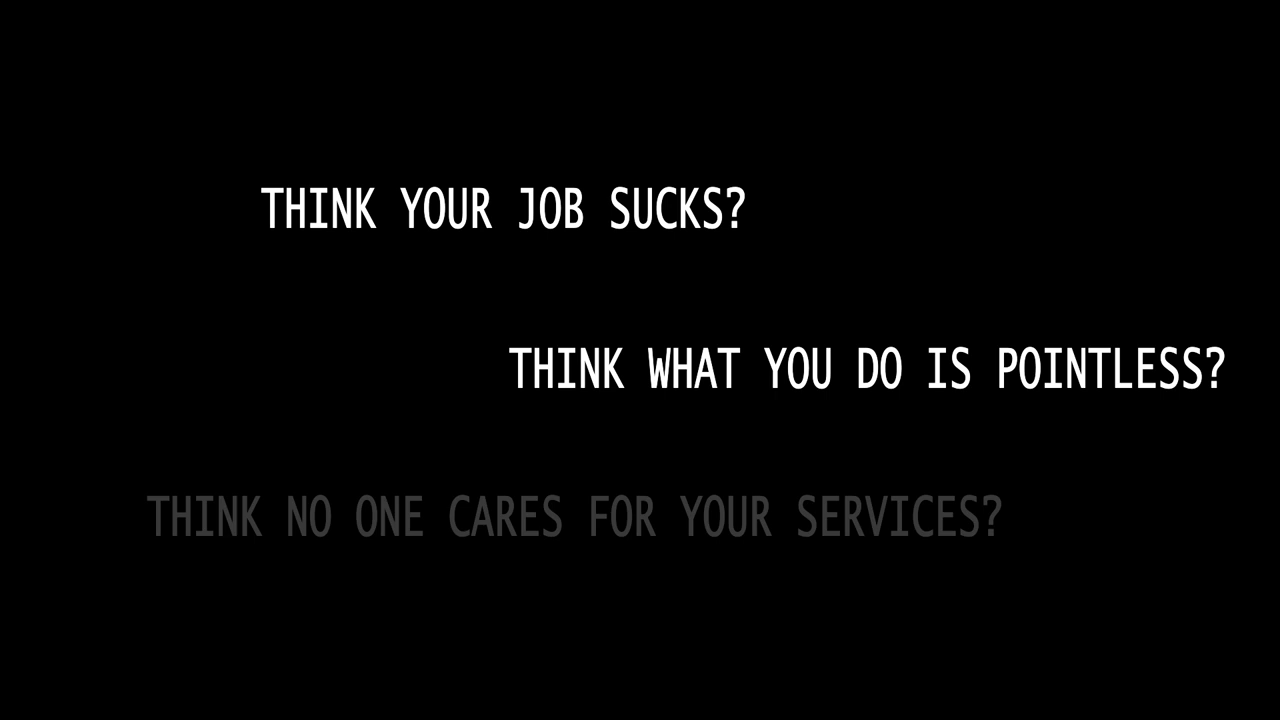 THINK YOUR JOB SUCKS?
THINK WHAT YOU DO IS POINTLESS?
THINK NO ONE CARES FOR YOUR SERVICES?